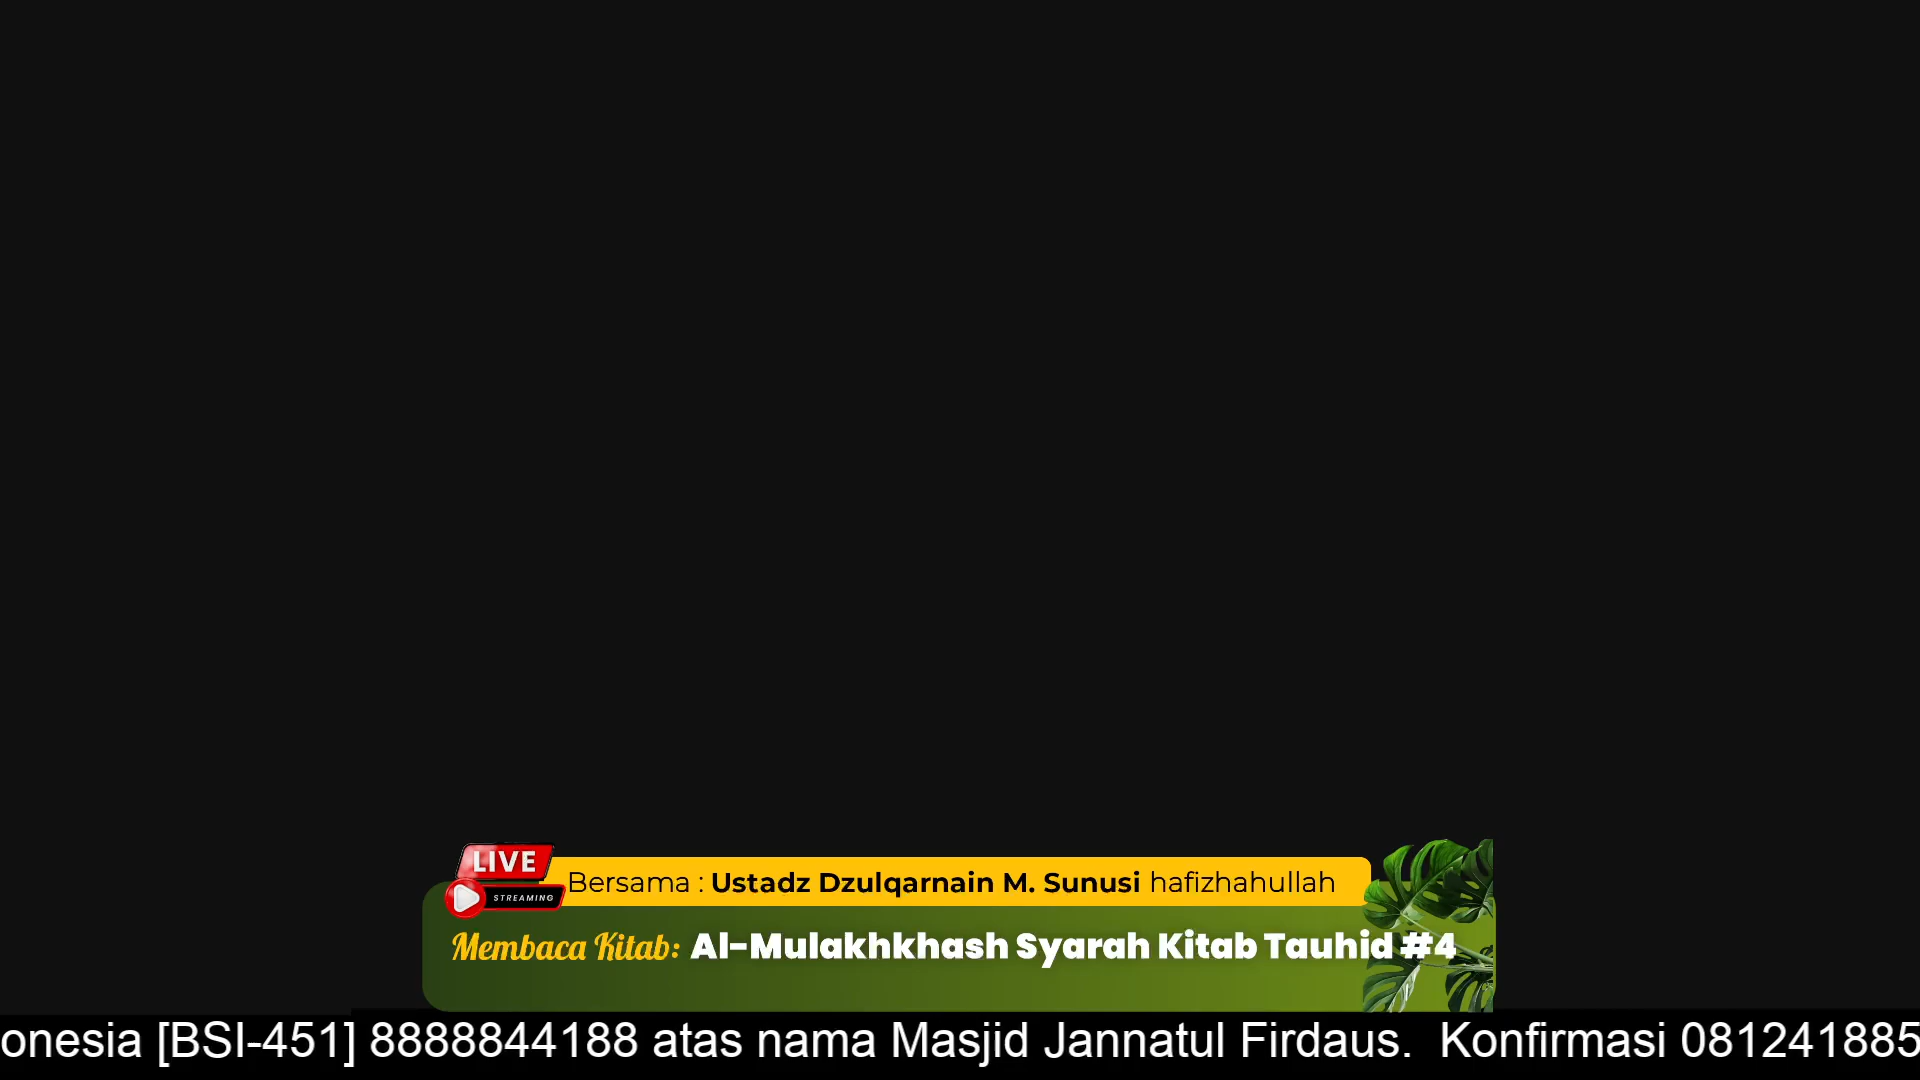 LIVE
STREAMING
Bersama : Ustadz Dzulqarnain M. Sunusi hafizhahullah
Membaca Kitab: Al-Mulakhkhash Syarah Kitab Tauhid #4
onesia [BSI-451] 8888844188 atas nama Masjid Jannatul Firdaus. Konfirmasi 081241885